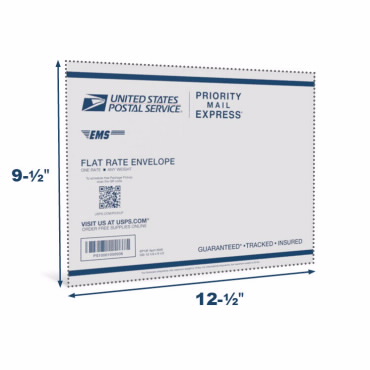 UNITED STATES
POSTAL SERVICE®
PRIORITY
MAIL
EXPRESS®
EMS
FLAT RATE ENVELOPE
ONE RATE ■ ANY WEIGHT
VISIT US AT USPS.COM®
ORDER FREE SUPPLIES ONLINE
GUARANTEED* • TRACKED • INSURED
9-½"
12-½"